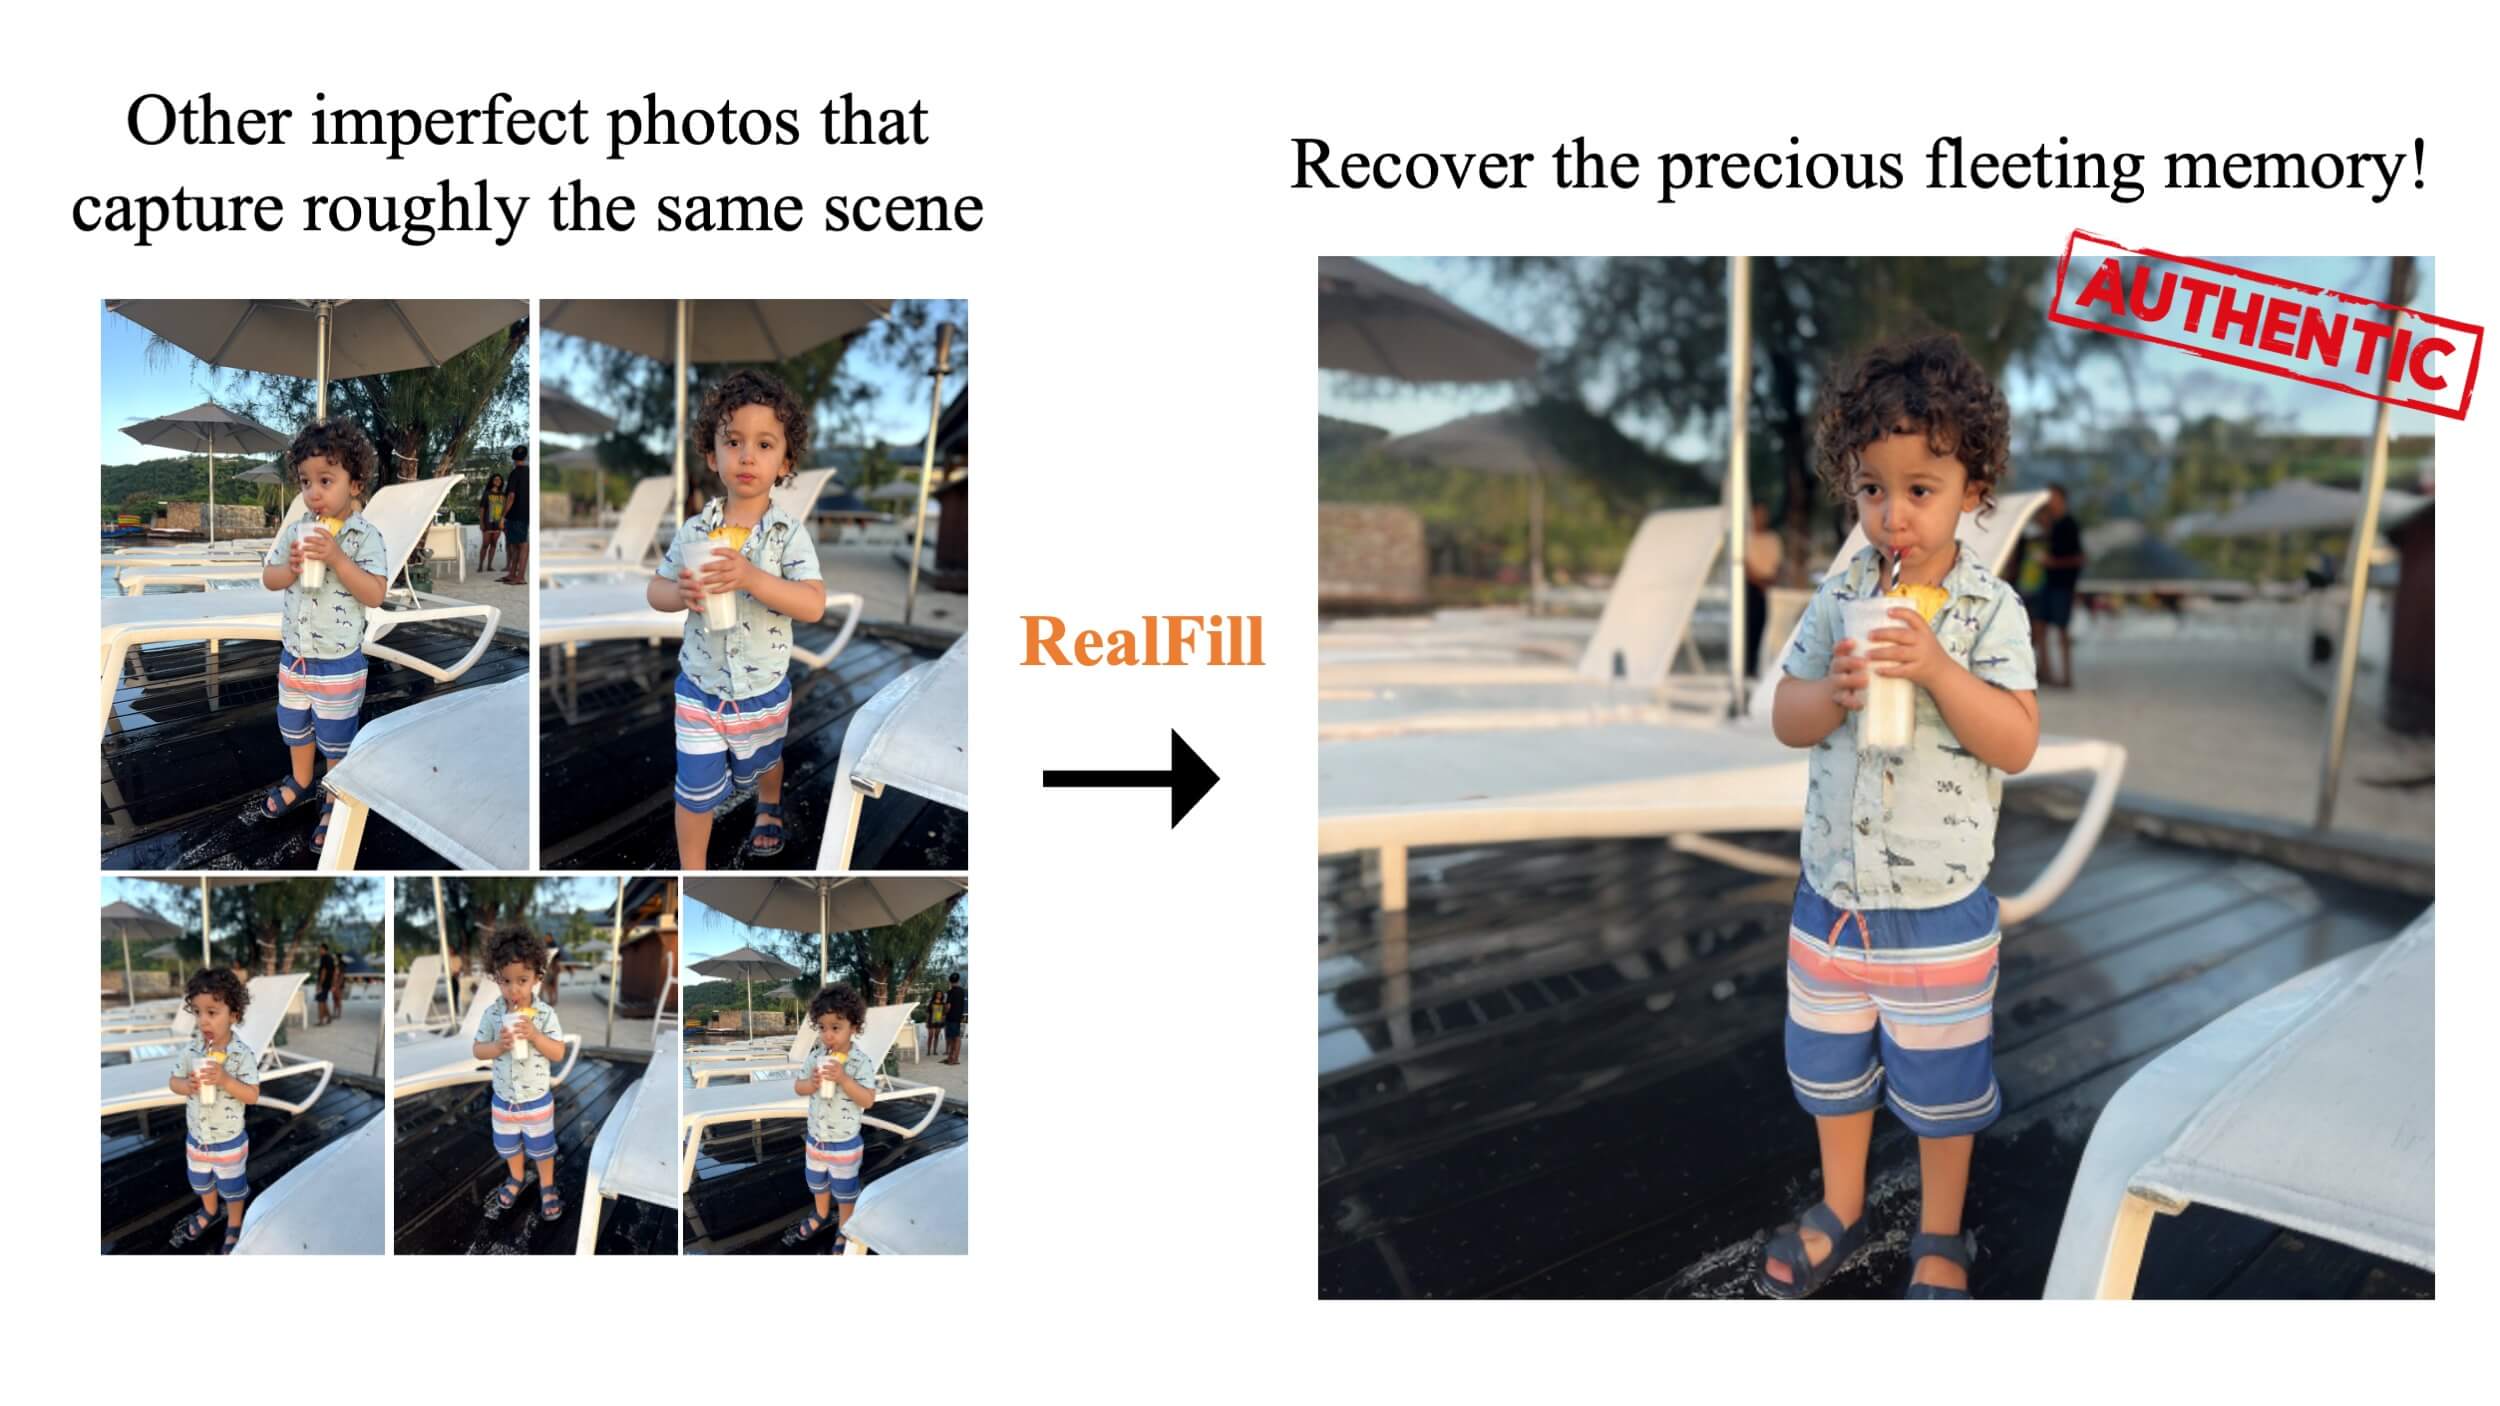 Other imperfect photos that
capture roughly the same scene
Recover the precious fleeting memory!
AUTHENTIC
RealFill